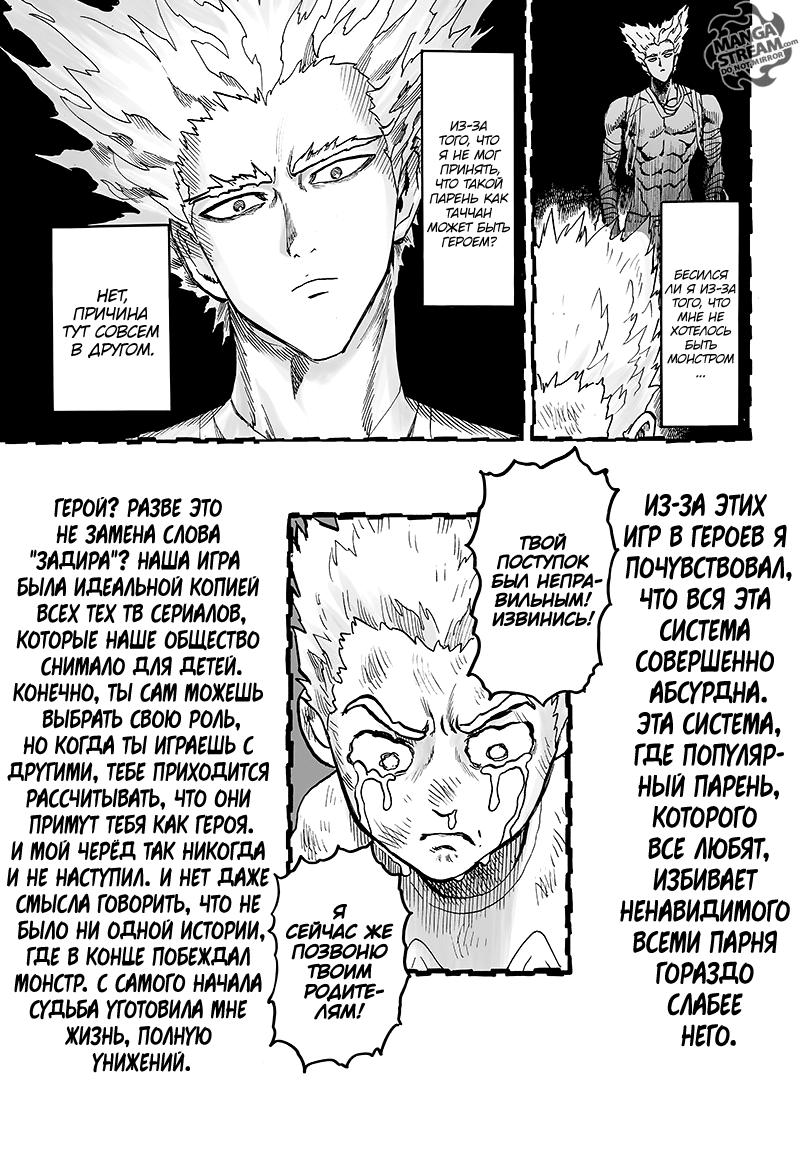 MANGA
STREAM.com
DO NOT MIRROR
БЕСИЛСЯ
ЛИ Я ИЗ-ЗА
ТОГО, ЧТО
МНЕ НЕ
ХОТЕЛОСЬ
БЫТЬ
МОНСТРОМ
...
ИЗ-ЗА
ТОГО, ЧТО
Я НЕ МОГ
ПРИНЯТЬ,
ЧТО ТАКОЙ
ПАРЕНЬ КАК
ТАЧЧАН
МОЖЕТ БЫТЬ
ГЕРОЕМ?
НЕТ,
ПРИЧИНА
ТУТ СОВСЕМ
В ДРУГОМ.
ИЗ-ЗА ЭТИХ
ИГР В ГЕРОЕВ Я
ПОЧУВСТВОВАЛ,
ЧТО ВСЯ ЭТА
СИСТЕМА
СОВЕРШЕННО
АБСУРДНА.
ЭТА СИСТЕМА,
ГДЕ ПОПУЛЯР-
НЫЙ ПАРЕНЬ,
КОТОРОГО
ВСЕ ЛЮБЯТ,
ИЗБИВАЕТ
НЕНАВИДИМОГО
ВСЕМИ ПАРНЯ
ГОРАЗДО
СЛАБЕЕ
НЕГО.
ТВОЙ
ПОСТУПОК
БЫЛ НЕПРА-
ВИЛЬНЫМ!
ИЗВИНИСЬ!
Я
СЕЙЧАС ЖЕ
ПОЗВОНЮ
ТВОИМ
РОДИТЕ-
ЛЯМ!
ГЕРОЙ? РАЗВЕ ЭТО
НЕ ЗАМЕНА СЛОВА
"ЗАДИРА"? НАША ИГРА
БЫЛА ИДЕАЛЬНОЙ КОПИЕЙ
ВСЕХ ТЕХ ТВ СЕРИАЛОВ,
КОТОРЫЕ НАШЕ ОБЩЕСТВО
СНИМАЛО ДЛЯ ДЕТЕЙ.
КОНЕЧНО, ТЫ САМ МОЖЕШЬ
ВЫБРАТЬ СВОЮ РОЛЬ,
НО КОГДА ТЫ ИГРАЕШЬ С
ДРУГИМИ, ТЕБЕ ПРИХОДИТСЯ
РАССЧИТЫВАТЬ, ЧТО ОНИ
ПРИМУТ ТЕБЯ КАК ГЕРОЯ.
И МОЙ ЧЕРЁД ТАК НИКОГДА
И НЕ НАСТУПИЛ. И НЕТ ДАЖЕ
СМЫСЛА ГОВОРИТЬ, ЧТО НЕ
БЫЛО НИ ОДНОЙ ИСТОРИИ,
ГДЕ В КОНЦЕ ПОБЕЖДАЛ
МОНСТР. С САМОГО НАЧАЛА
СУДЬБА УГОТОВИЛА МНЕ
ЖИЗНЬ, ПОЛНУЮ
УНИЖЕНИЙ.